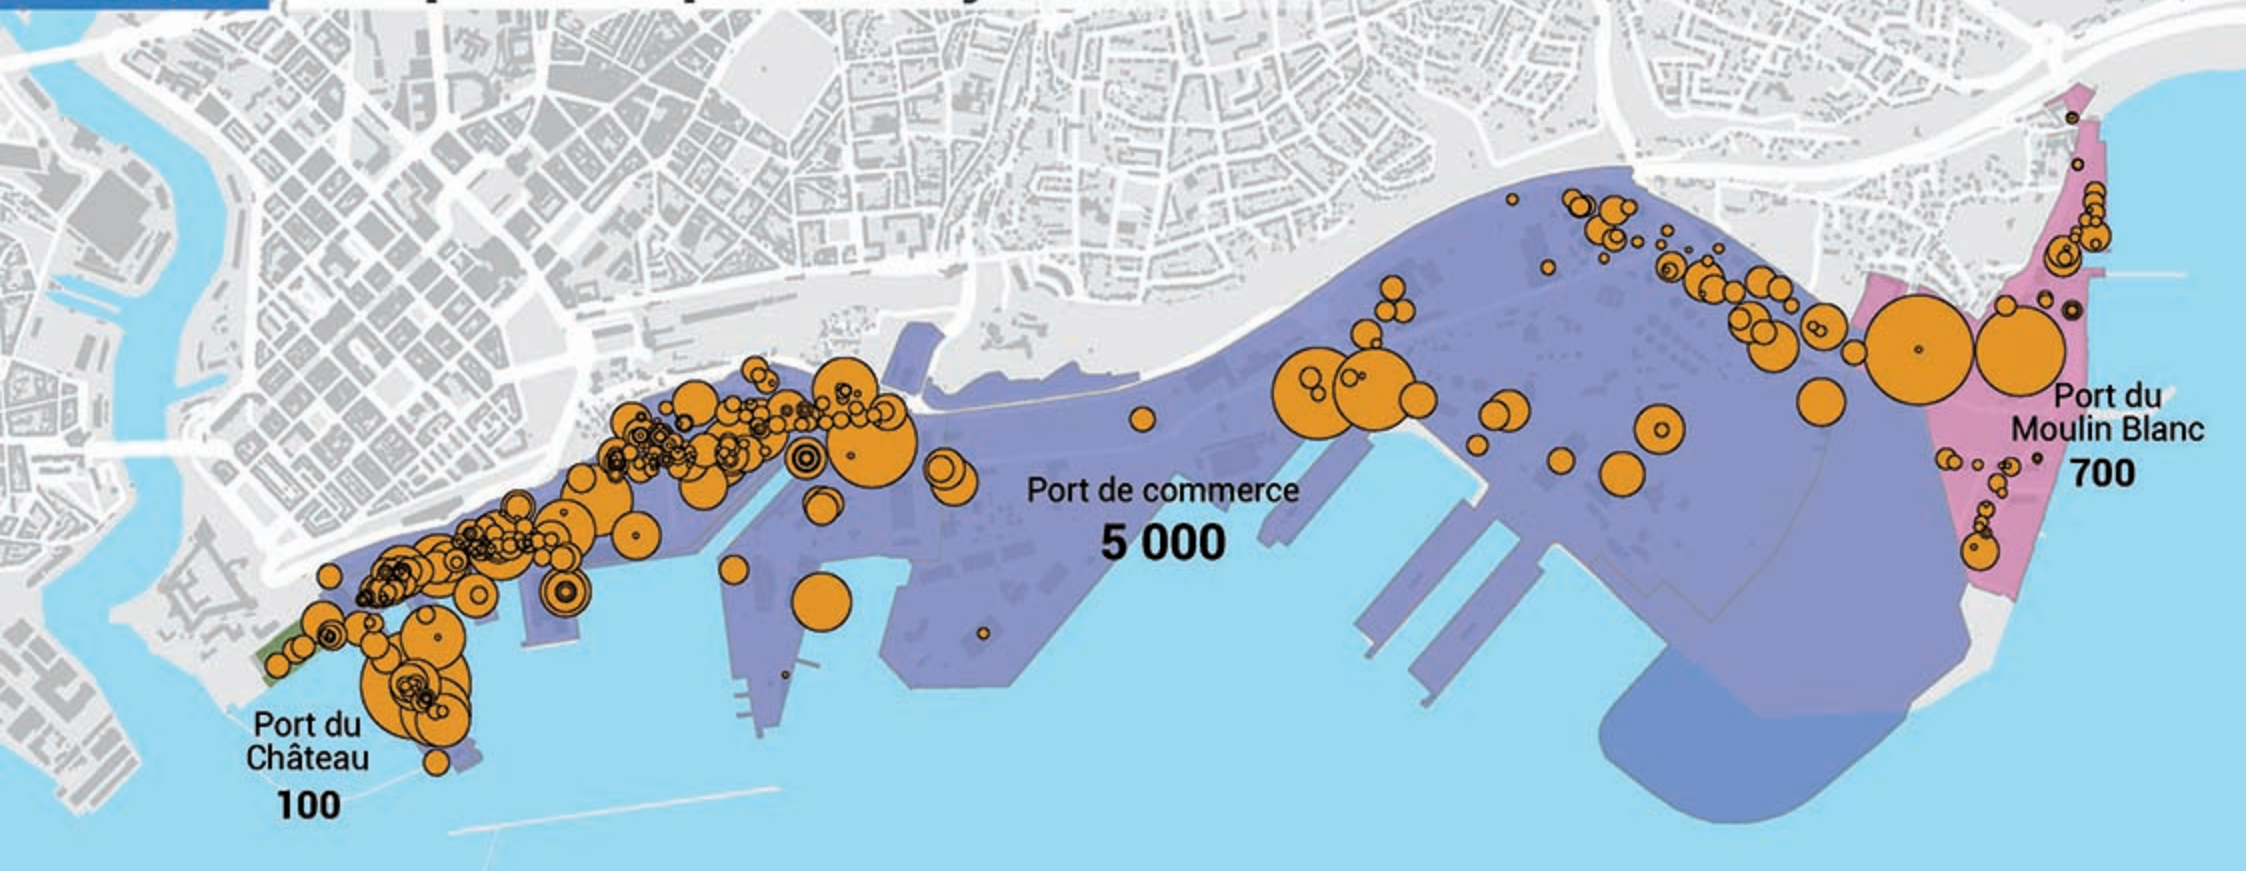 Port de commerce
5 000
Port du
Moulin Blanc
700
Port du
Château
100